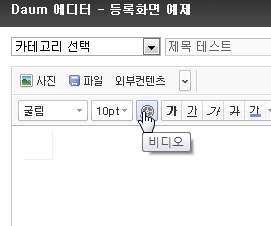 Daum 에디터 - 등록화면 예제
카테고리 선택 제목 테스트
사진 파일 외부컨텐츠
굴림 10pt 가 가 가 가 가
비디오